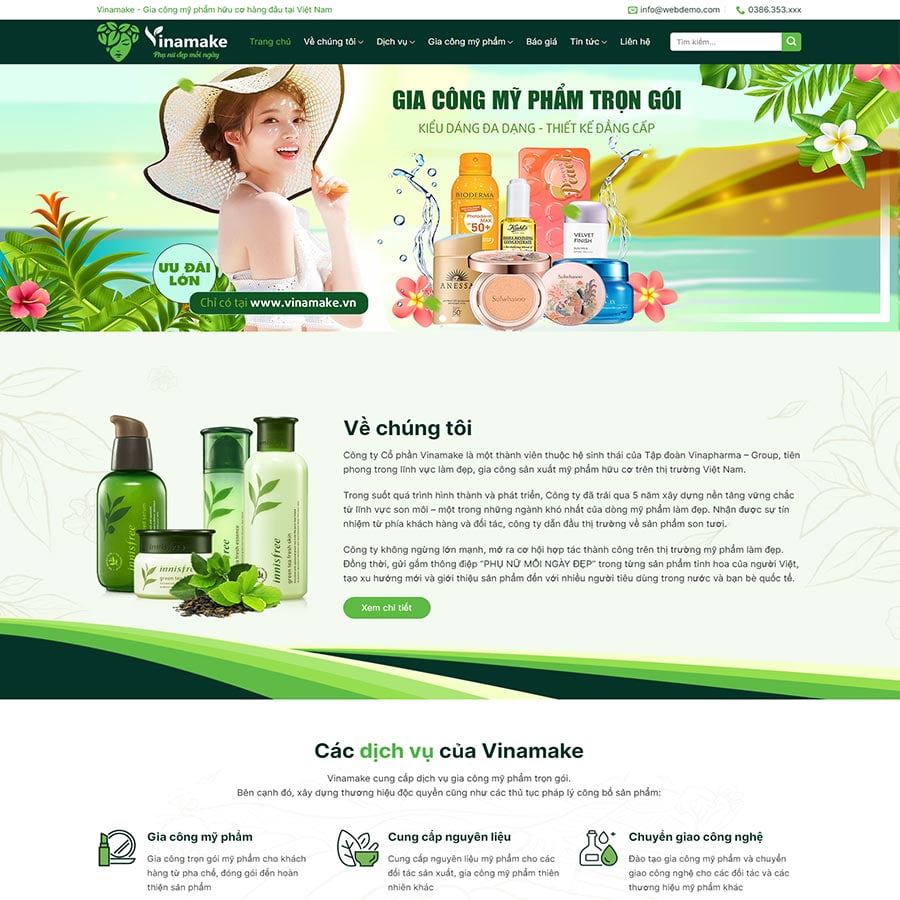 Vinamake - Gia công mỹ phẩm hữu cơ hàng đầu tại Việt Nam
info@webdemo.com
0386.353.xxx
Vinamake
Phụ nữ đẹp mỗi ngày
Trang chủ
Về chúng tôi
Dịch vụ
Gia công mỹ phẩm
Báo giá
Tin tức
Liên hệ
Tìm kiếm...
GIA CÔNG MỸ PHẨM TRỌN GÓI
KIỂU DÁNG ĐA DẠNG - THIẾT KẾ ĐẲNG CẤP
BIODERMA
Photoderm
MAX
50+
Kiehl's
CONCENTRATE
Peach
VELVET
FINISH
ANESSA
50+
Sulwhasoo
Sulwhasoo
ƯU ĐÃI
LỚN
Chỉ có tại www.vinamake.vn
Về chúng tôi
Công ty Cổ phần Vinamake là một thành viên thuộc hệ sinh thái của Tập đoàn Vinapharma – Group, tiên
phong trong lĩnh vực làm đẹp, gia công sản xuất mỹ phẩm hữu cơ trên thị trường Việt Nam.
Trong suốt quá trình hình thành và phát triển, Công ty đã trải qua 5 năm xây dựng nền tảng vững chắc
từ lĩnh vực son môi – một trong những ngành khó nhất của dòng mỹ phẩm làm đẹp. Nhận được sự tín
nhiệm từ phía khách hàng và đối tác, công ty dẫn đầu thị trường về sản phẩm son tươi.
Công ty không ngừng lớn mạnh, mở ra cơ hội hợp tác thành công trên thị trường mỹ phẩm làm đẹp.
Đồng thời, gửi gắm thông điệp “PHỤ NỮ MỖI NGÀY ĐẸP” trong từng sản phẩm tinh hoa của người Việt,
tạo xu hướng mới và giới thiệu sản phẩm đến với nhiều người tiêu dùng trong nước và bạn bè quốc tế.
Xem chi tiết
innisfree
innisfree
innisfree
innisfree
green tea fresh skin
Các dịch vụ của Vinamake
Vinamake cung cấp dịch vụ gia công mỹ phẩm trọn gói.
Bên cạnh đó, xây dựng thương hiệu độc quyền cũng như các thủ tục pháp lý công bố sản phẩm:
Gia công mỹ phẩm
Gia công trọn gói mỹ phẩm cho khách
hàng từ pha chế, đóng gói đến hoàn
thiện sản phẩm
Cung cấp nguyên liệu
Cung cấp nguyên liệu mỹ phẩm cho các
đối tác sản xuất, gia công mỹ phẩm thiên
nhiên khác
Chuyển giao công nghệ
Đào tạo gia công mỹ phẩm và chuyển
giao công nghệ cho các đối tác và các
thương hiệu mỹ phẩm khác